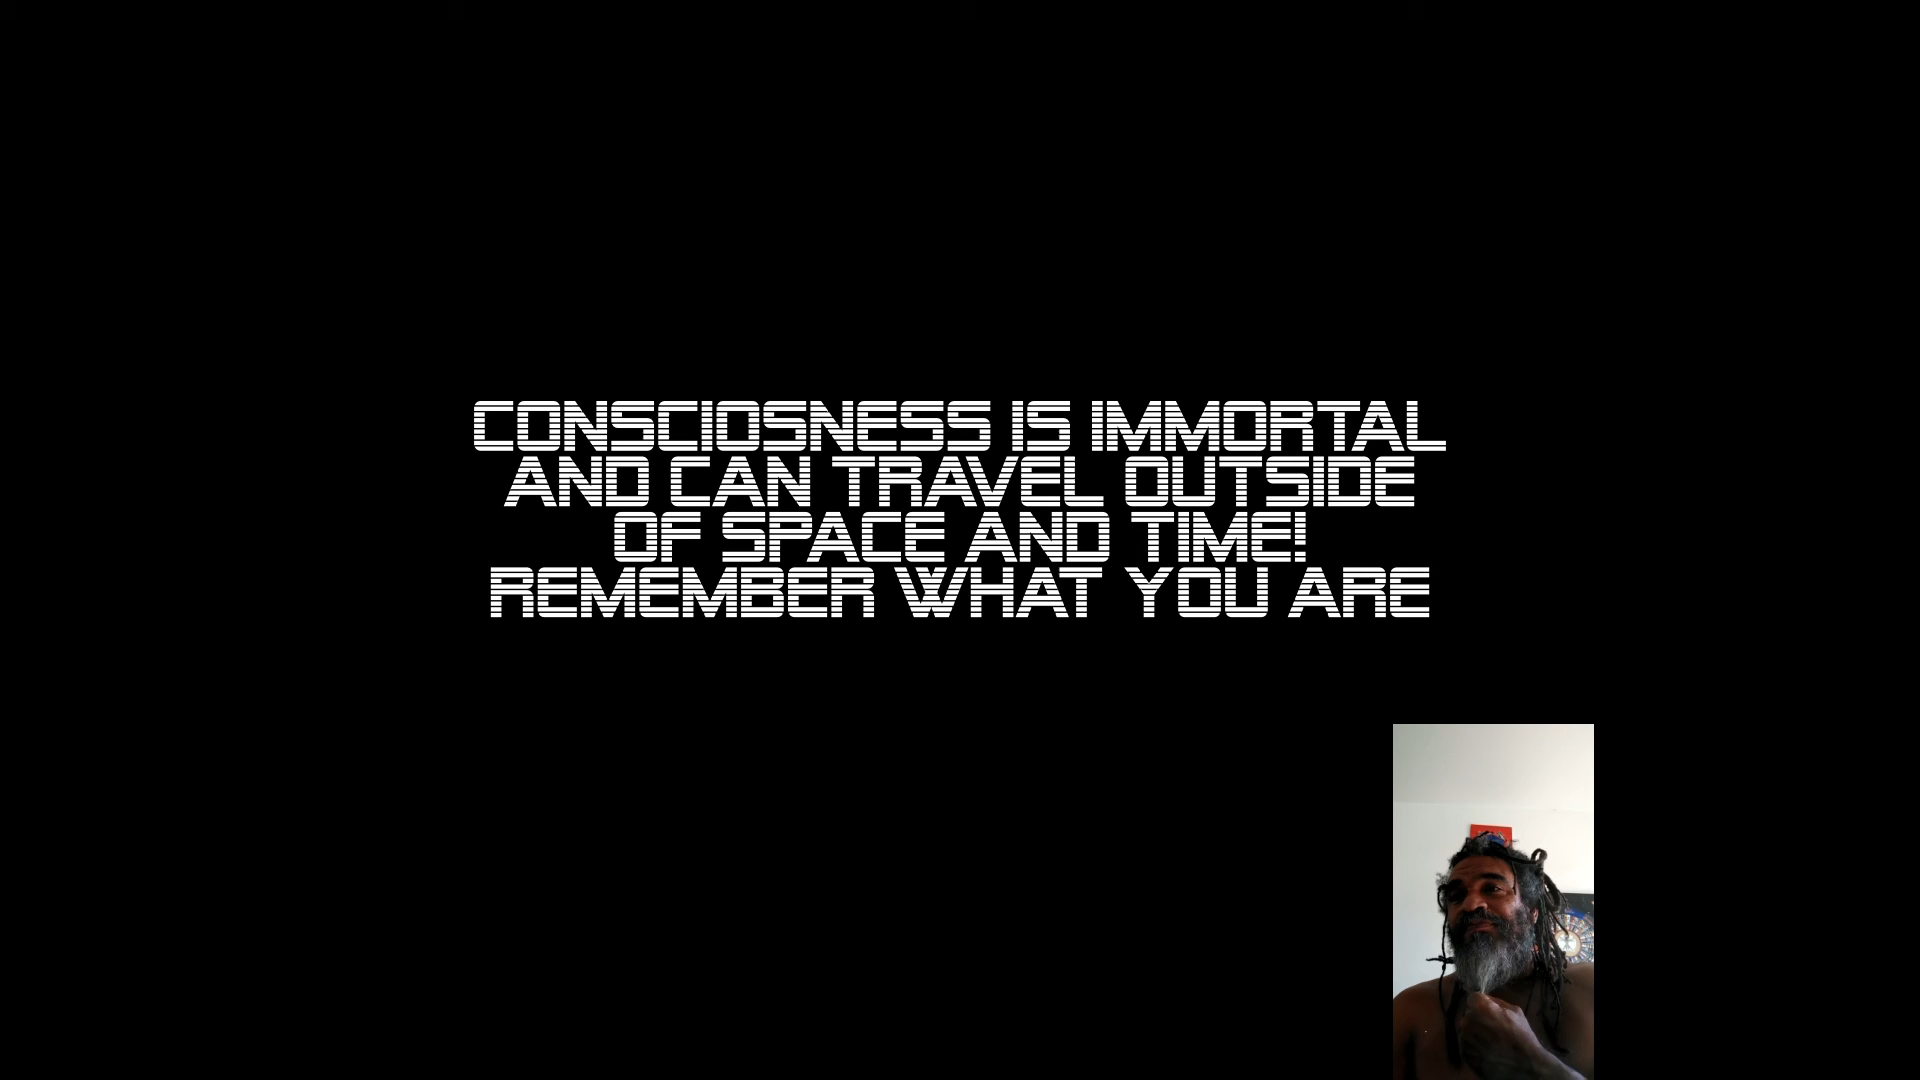 CONSCIOSNESS IS IMMORTAL
AND CAN TRAVEL OUTSIDE
OF SPACE AND TIME!
REMEMBER WHAT YOU ARE